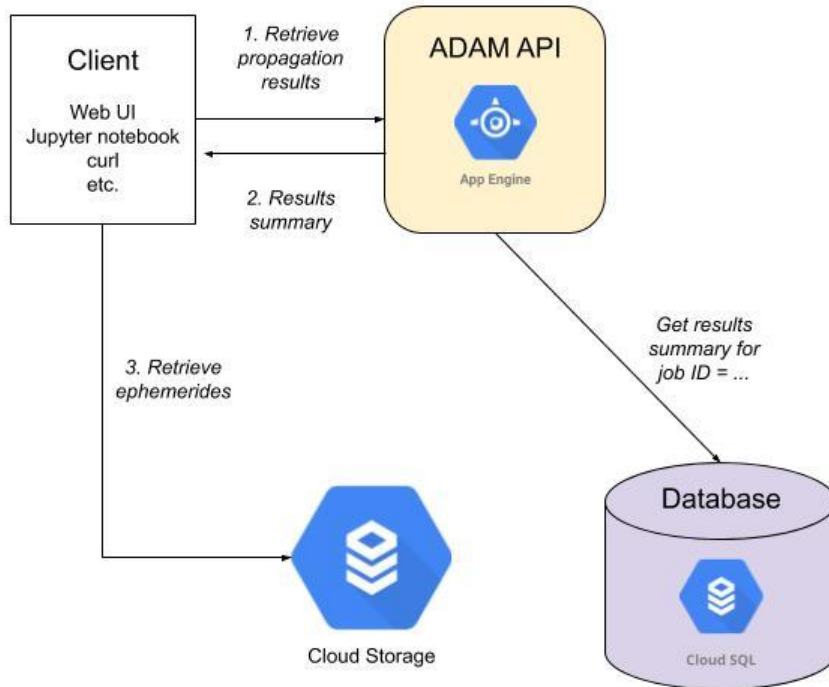 Client
Web UI
Jupyter notebook
curl
etc.
1. Retrieve
propagation
results
2. Results
summary
ADAM API
App Engine
3. Retrieve
ephemerides
Get results
summary for
job ID = ...
Cloud Storage
Database
Cloud SQL